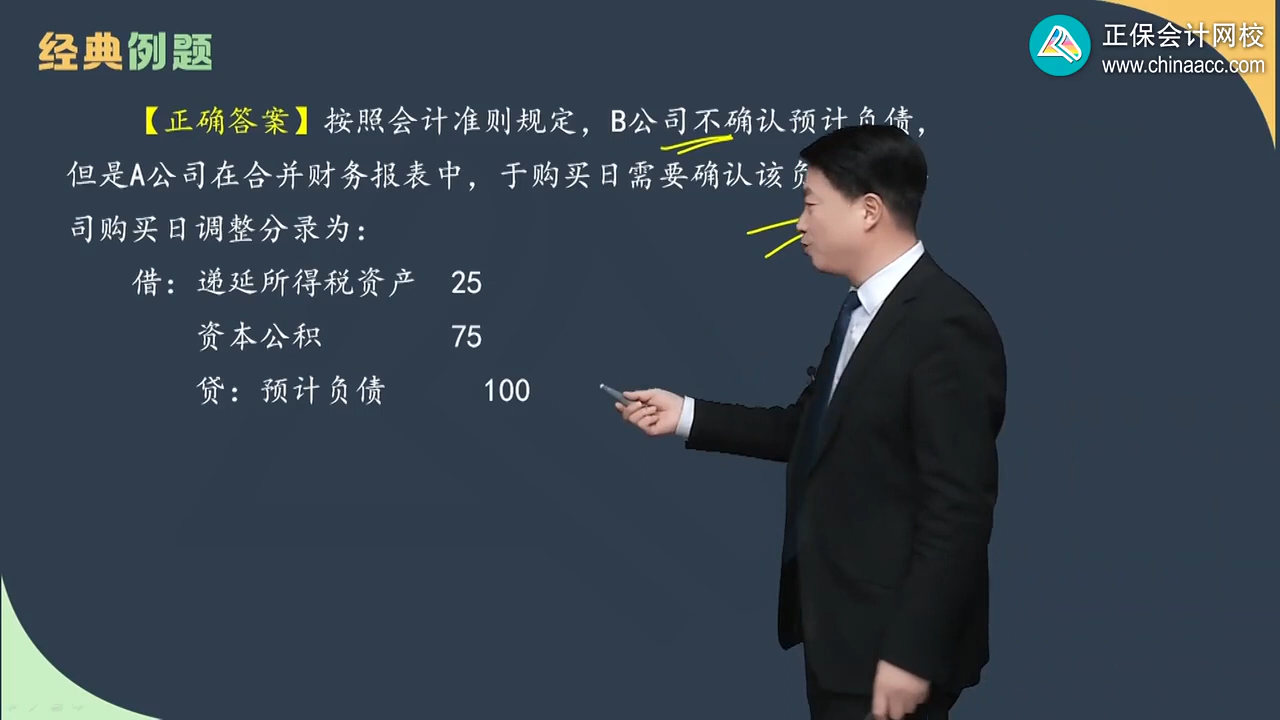 经典例题
正保会计网校
www.chinaacc.com
【正确答案】按照会计准则规定，B公司不确认预计负债，
但是A公司在合并财务报表中，于购买日需要确认该负
司购买日调整分录为：
借：递延所得税资产 25
资本公积 75
贷：预计负债 100